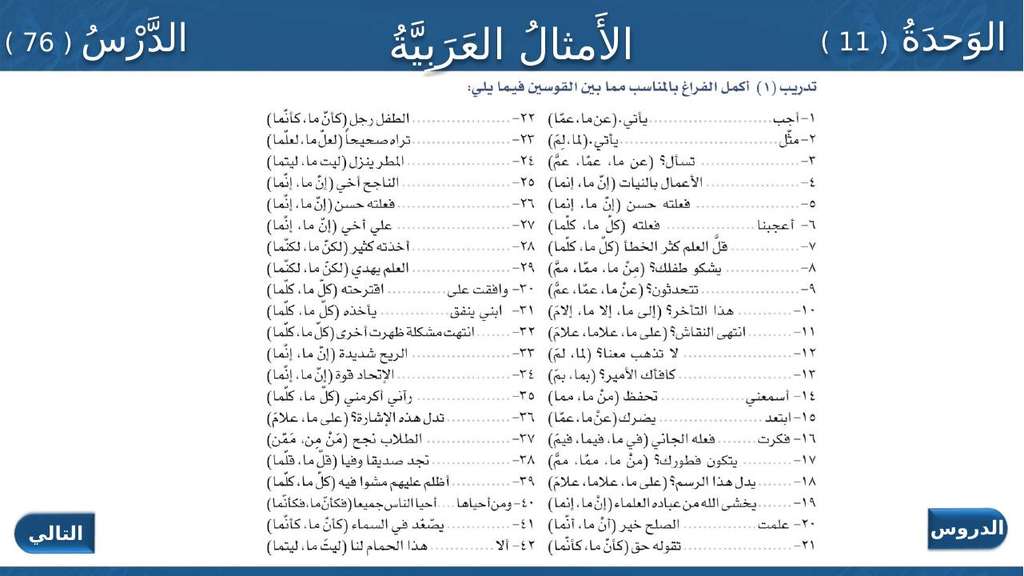 الوَحدَةُ ( 11 )
الأَمثالُ العَرَبِيَّةُ
الدَّرْسُ ( 76 )
تدريب (١) أكمل الفراغ بالمناسب مما بين القوسين فيما يلي:
١- أجب.....................يأتي. (عن ما، عمّا)
٢- مثّل.....................يأتي. (لما، لِمَ)
٣- ..................... تسأل؟ (عن ما، عمّا، عمَّ)
٤- ..................... الأعمال بالنيات (إنّ ما، إنما)
٥- ..................... فعلته حسن (إنّ ما، إنما)
٦- أعجبنا ..................... فعلته (كلّ ما، كلّما)
٧- ............... قلَّ العلم كثر الخطأ (كلّ ما، كلّما)
٨- ............... يشكو طفلك؟ (مِنْ ما، ممّا، ممَّ)
٩- ..................... تتحدثون؟ (عنْ ما، عمّا، عمَّ)
١٠- ........... هذا التأخر؟ (إلى ما، إلا ما، إلامَ)
١١- ......... انتهى النقاش؟ (على ما، علاما، علامَ)
١٢- ..................... لا تذهب معنا؟ (لما، لمَ)
١٣- ..................... كافأك الأمير؟ (بما، بمَ)
١٤- أسمعني ............... تحفظ (منْ ما، مما)
١٥- ابتعد ..................... يضرك (عنْ ما، عمّا)
١٦- فكرت ........ فعله الجاني (في ما، فيما، فيمَ)
١٧- .......... يتكون فطورك؟ (منْ ما، ممّا، ممَّ)
١٨- ....... يدل هذا الرسم؟ (على ما، علاما، علامَ)
١٩- .......يخشى الله من عباده العلماء (إنّ ما، إنما)
٢٠- علمت ............... الصلح خير (أنّ ما، أنّما)
٢١- .....................تقوله حق (كأنّ ما، كأنّما)
٢٢- ..................... الطفل رجل (كأنّ ما، كأنّما)
٢٣- ..................... تراه صحيحاً (لعلّ ما، لعلّما)
٢٤- ..................... المطر ينزل (ليت ما، ليتما)
٢٥- ..................... الناجح أخي (إنّ ما، إنّما)
٢٦- ..................... فعلته حسن (إنّ ما، إنّما)
٢٧- ..................... علي أخي (إنّ ما، إنّما)
٢٨- ..................... أخذته كثير (لكنّ ما، لكنّما)
٢٩- ..................... العلم يهدي (لكنّ ما، لكنّما)
٣٠- وافقت على ............ اقترحته (كلّ ما، كلّما)
٣١- ابني ينفق .............. يأخذه (كلّ ما، كلّما)
٣٢- ....... انتهت مشكلة ظهرت أخرى (كلّ ما، كلّما)
٣٣- ..................... الريح شديدة (إنّ ما، إنّما)
٣٤- ..................... الإتحاد قوة (إنّ ما، إنّما)
٣٥- ..................... رآني أكرمني (كلّ ما، كلّما)
٣٦- ............. تدل هذه الإشارة؟ (على ما، علامَ)
٣٧- .................. الطلاب نجح (مَنْ مِن، مَمّن)
٣٨- .................. تجد صديقا وفيا (قلّ ما، قلّما)
٣٩- ............. أظلم عليهم مشوا فيه (كلّ ما، كلّما)
٤٠- ومن أحياها .... أحيا الناس جميعا (فكأنّ ما، فكأنّما)
٤١- .............. يصّعّد في السماء (كأنّ ما، كأنّما)
٤٢- ألا .............. هذا الحمام لنا (ليتَ ما، ليتما)
الدروس
التالي